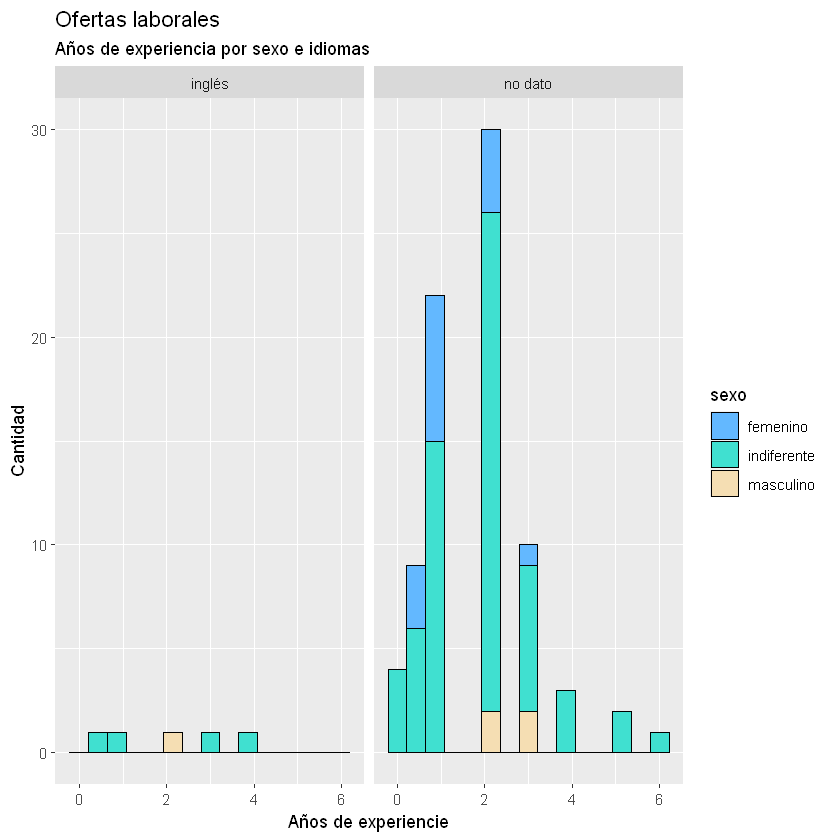 Ofertas laborales
Años de experiencia por sexo e idiomas
inglés
no dato
30
20
10
0
Cantidad
0 2 4 6
0 2 4 6
Años de experiencie
sexo
femenino
indiferente
masculino